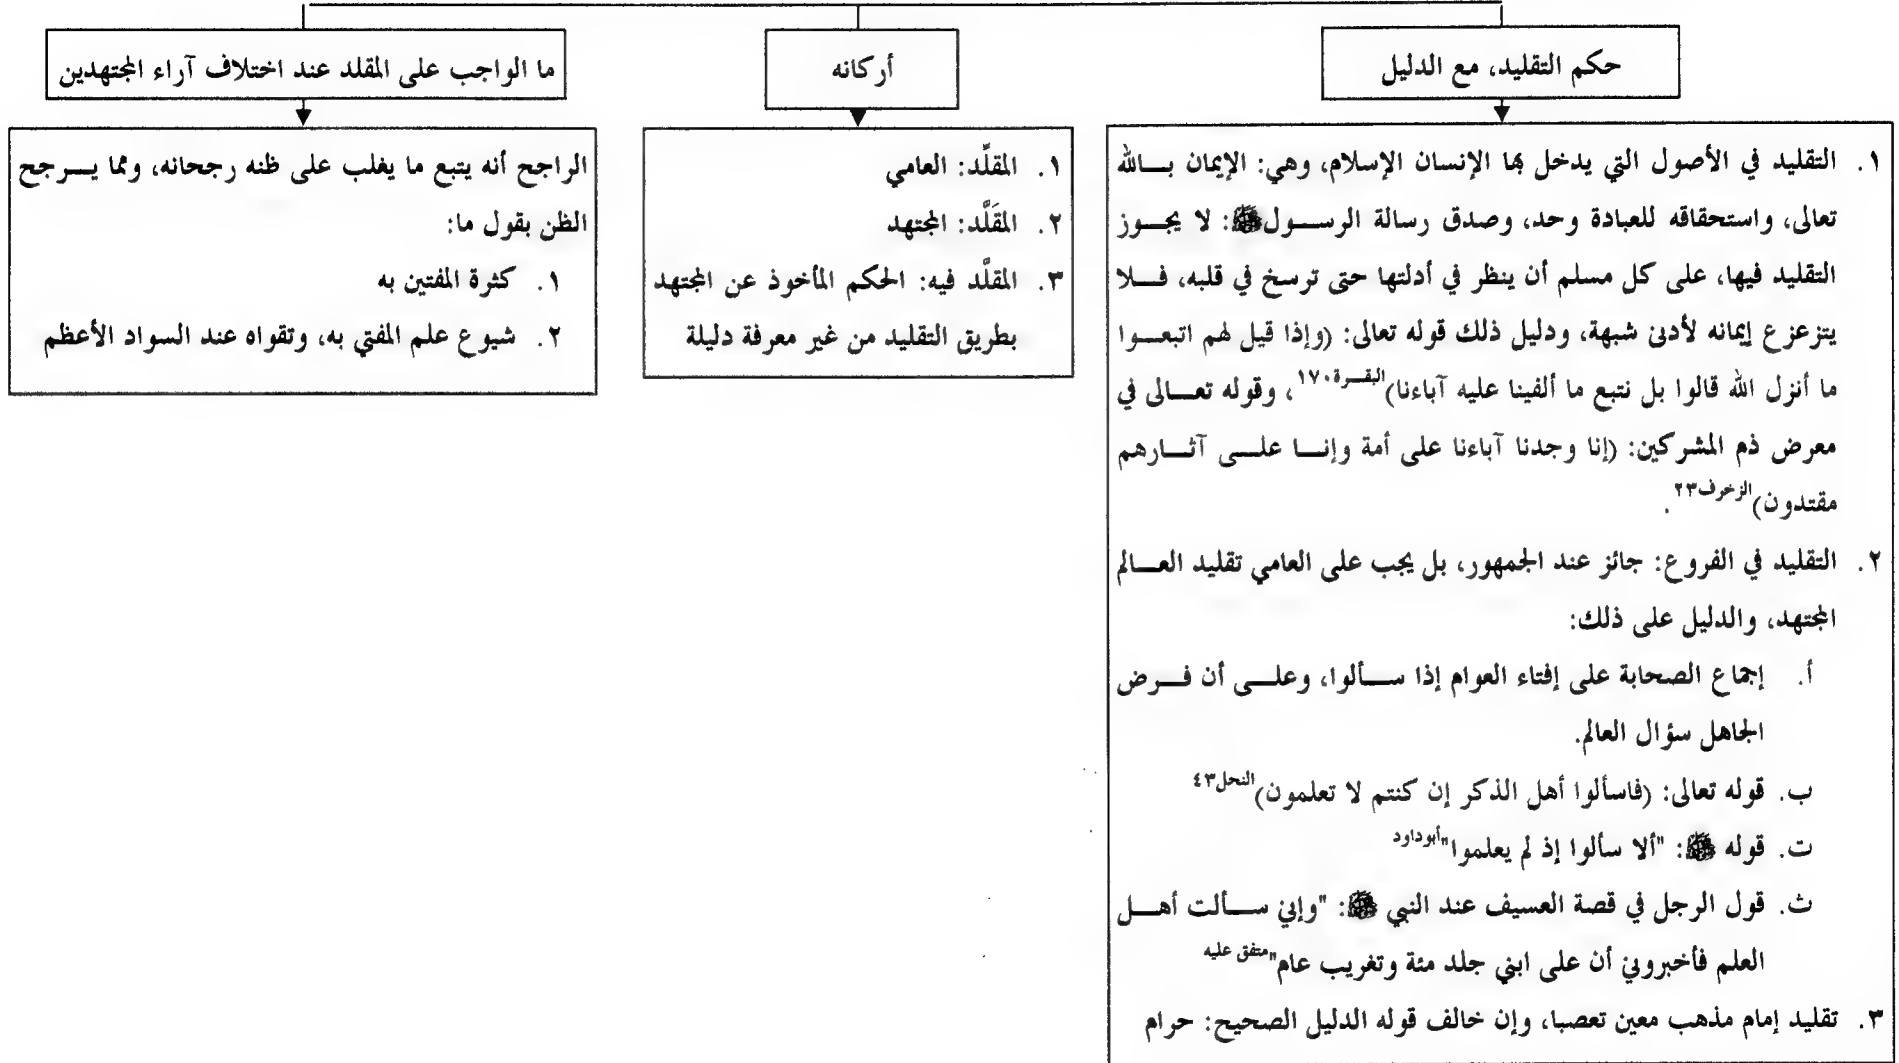 حكم التقليد، مع الدليل
١. التقليد في الأصول التي يدخل بها الإنسان الإسلام، وهي: الإيمان بالله
تعالى، واستحقاقه للعبادة وحد، وصدق رسالة الرسول ﷺ: لا يجوز
التقليد فيها، على كل مسلم أن ينظر في أدلتها حتى ترسخ في قلبه، فلا
يتزعزع إيمانه لأدنى شبهة، ودليل ذلك قوله تعالى: (وإذا قيل لهم اتبعوا
ما أنزل الله قالوا بل نتبع ما ألفينا عليه آباءنا) البقرة١٧٠، وقوله تعالى في
معرض ذم المشركين: (إنا وجدنا آباءنا على أمة وإنا على آثارهم
مقتدون) الزخرف٢٣.
٢. التقليد في الفروع: جائز عند الجمهور، بل يجب على العامي تقليد العالم
المجتهد، والدليل على ذلك:
أ. إجماع الصحابة على إفتاء العوام إذا سألوا، وعلى أن فرض
الجاهل سؤال العالم.
ب. قوله تعالى: (فاسألوا أهل الذكر إن كنتم لا تعلمون) النحل٤٣
ت. قوله ﷺ: "ألا سألوا إذ لم يعلموا" أبوداود
ث. قول الرجل في قصة العسيف عند النبي ﷺ: "وإني سألت أهل
العلم فأخبروني أن على ابني جلد مئة وتغريب عام" متفق عليه
٣. تقليد إمام مذهب معين تعصبا، وإن خالف قوله الدليل الصحيح: حرام
أركانه
١. المقلِّد: العامي
٢. المقَلَّد: المجتهد
٣. المقلَّد فيه: الحكم المأخوذ عن المجتهد
بطريق التقليد من غير معرفة دليلة
ما الواجب على المقلد عند اختلاف آراء المجتهدين
الراجح أنه يتبع ما يغلب على ظنه رجحانه، ومما يرجح
الظن بقول ما:
١. كثرة المفتين به
٢. شيوع علم المفتي به، وتقواه عند السواد الأعظم